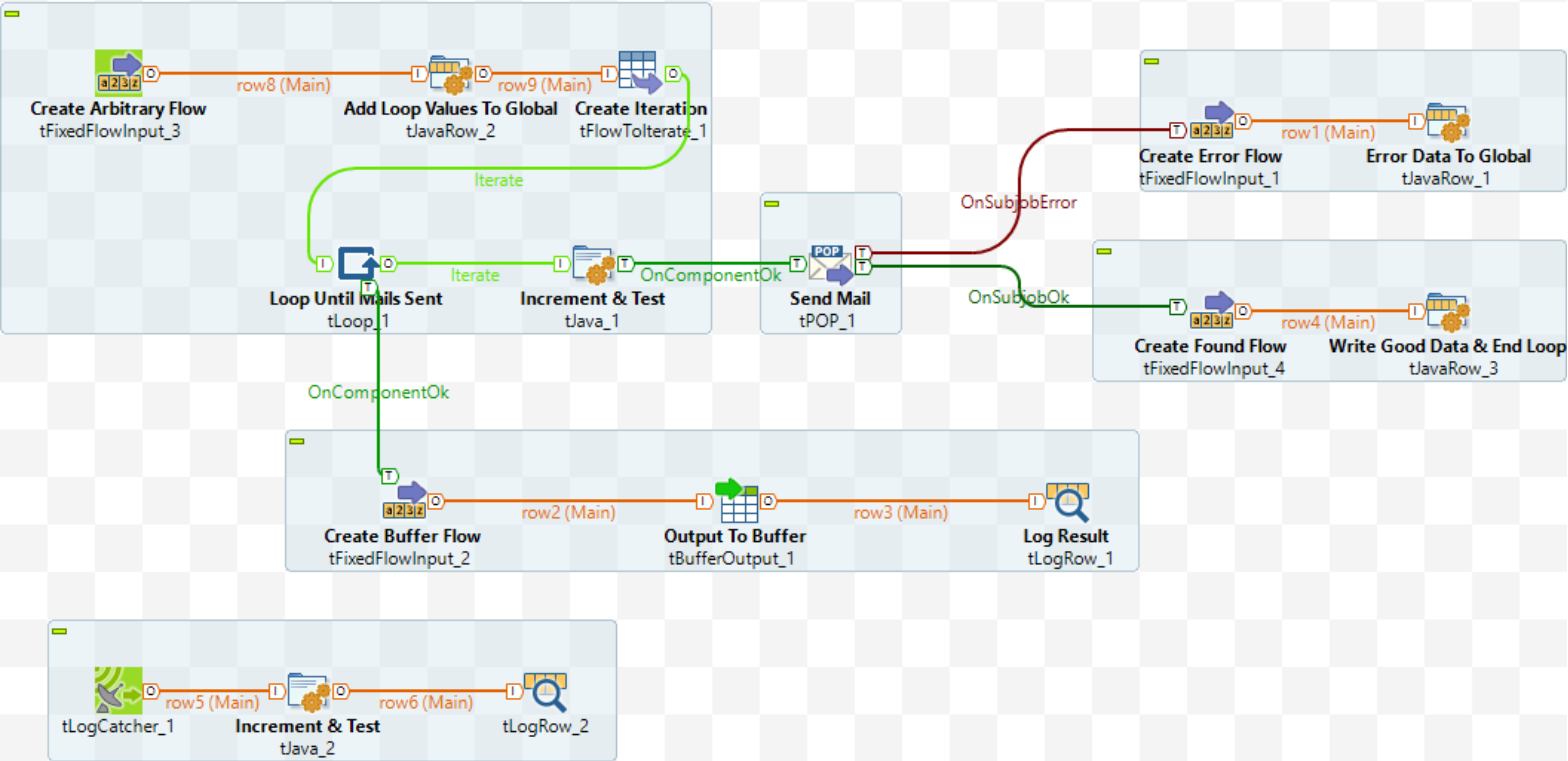 row8 (Main)
row9 (Main)
Create Arbitrary Flow
tFixedFlowInput_3
Add Loop Values To Global
tJavaRow_2
Create Iteration
tFlowToIterate_1
Iterate
Loop Until Mails Sent
tLoop_1
Iterate
Increment & Test
tJava_1
OnComponentOk
POP
Send Mail
tPOP_1
OnSubjobError
OnSubjobOk
row1 (Main)
Create Error Flow
tFixedFlowInput_1
Error Data To Global
tJavaRow_1
row4 (Main)
Create Found Flow
tFixedFlowInput_4
Write Good Data & End Loop
tJavaRow_3
OnComponentOk
row2 (Main)
row3 (Main)
Create Buffer Flow
tFixedFlowInput_2
Output To Buffer
tBufferOutput_1
Log Result
tLogRow_1
row5 (Main)
row6 (Main)
tLogCatcher_1
Increment & Test
tJava_2
tLogRow_2